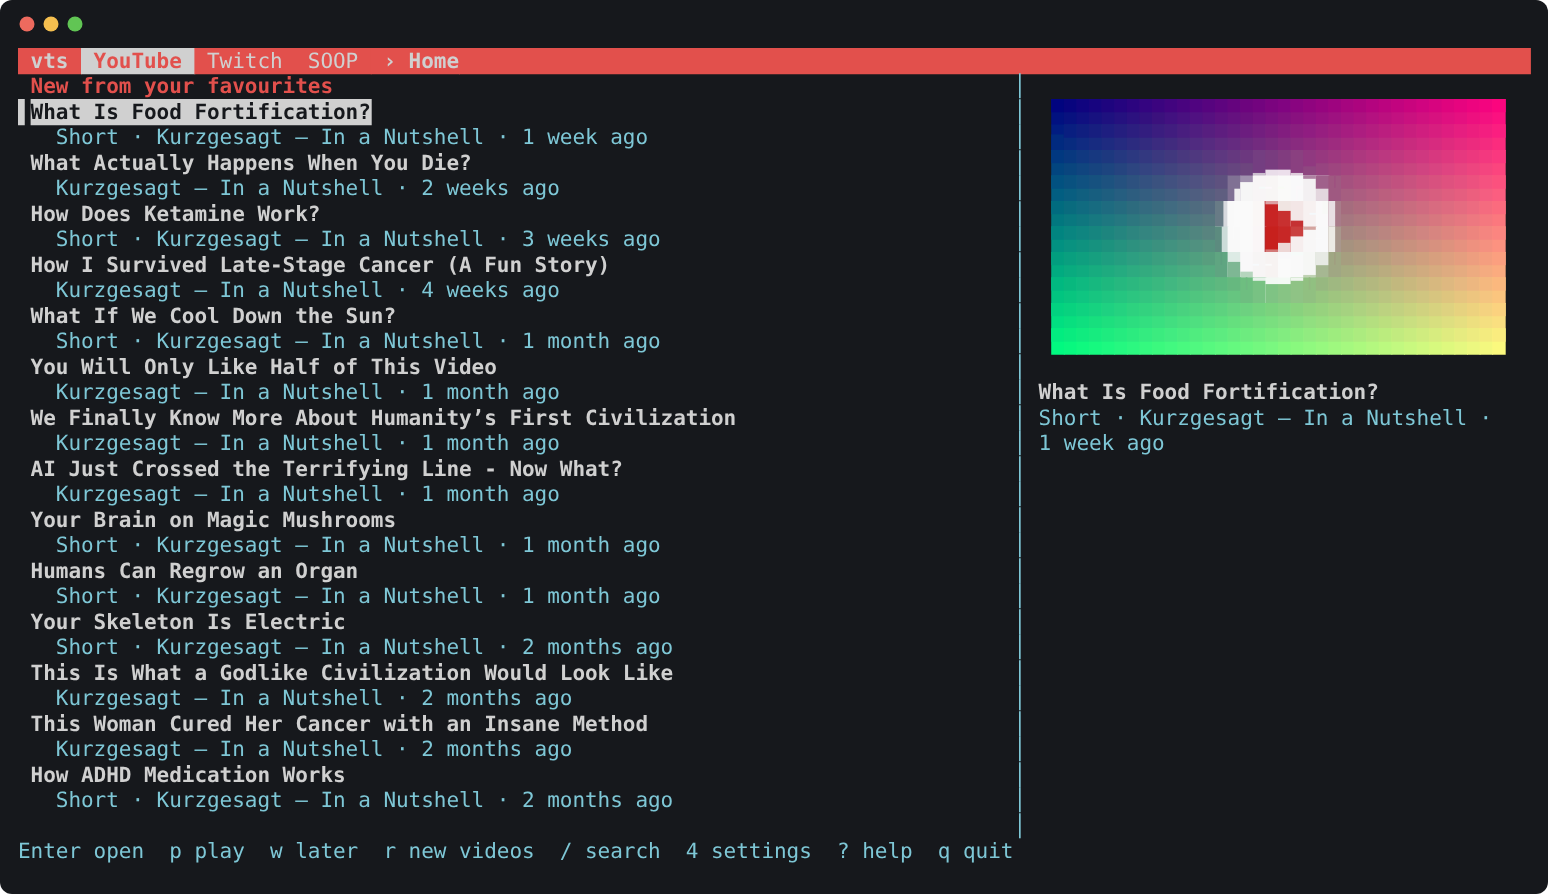 vts YouTube Twitch SOOP › Home
New from your favourites
What Is Food Fortification?
Short · Kurzgesagt – In a Nutshell · 1 week ago
What Actually Happens When You Die?
Kurzgesagt – In a Nutshell · 2 weeks ago
How Does Ketamine Work?
Short · Kurzgesagt – In a Nutshell · 3 weeks ago
How I Survived Late-Stage Cancer (A Fun Story)
Kurzgesagt – In a Nutshell · 4 weeks ago
What If We Cool Down the Sun?
Short · Kurzgesagt – In a Nutshell · 1 month ago
You Will Only Like Half of This Video
Kurzgesagt – In a Nutshell · 1 month ago
We Finally Know More About Humanity’s First Civilization
Kurzgesagt – In a Nutshell · 1 month ago
AI Just Crossed the Terrifying Line - Now What?
Kurzgesagt – In a Nutshell · 1 month ago
Your Brain on Magic Mushrooms
Short · Kurzgesagt – In a Nutshell · 1 month ago
Humans Can Regrow an Organ
Short · Kurzgesagt – In a Nutshell · 1 month ago
Your Skeleton Is Electric
Short · Kurzgesagt – In a Nutshell · 2 months ago
This Is What a Godlike Civilization Would Look Like
Kurzgesagt – In a Nutshell · 2 months ago
This Woman Cured Her Cancer with an Insane Method
Kurzgesagt – In a Nutshell · 2 months ago
How ADHD Medication Works
Short · Kurzgesagt – In a Nutshell · 2 months ago
What Is Food Fortification?
Short · Kurzgesagt – In a Nutshell ·
1 week ago
Enter open p play w later r new videos / search 4 settings ? help q quit